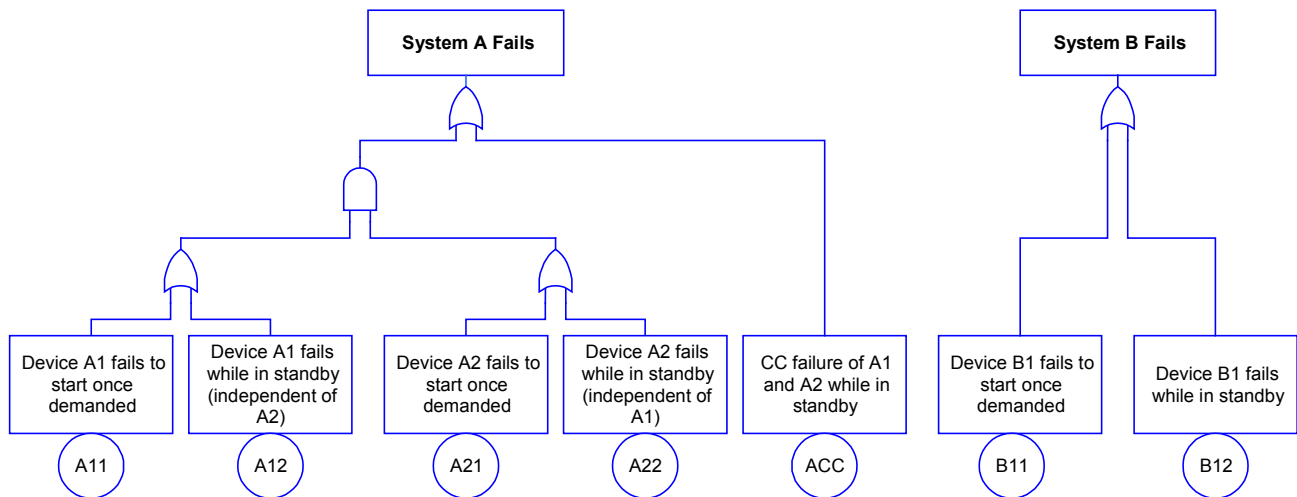 System A Fails
System B Fails
Device A1 fails to
start once
demanded
Device A1 fails
while in standby
(independent of
A2)
Device A2 fails to
start once
demanded
Device A2 fails
while in standby
(independent of
A1)
CC failure of A1
and A2 while in
standby
Device B1 fails to
start once
demanded
Device B1 fails
while in standby
A11
A12
A21
A22
ACC
B11
B12